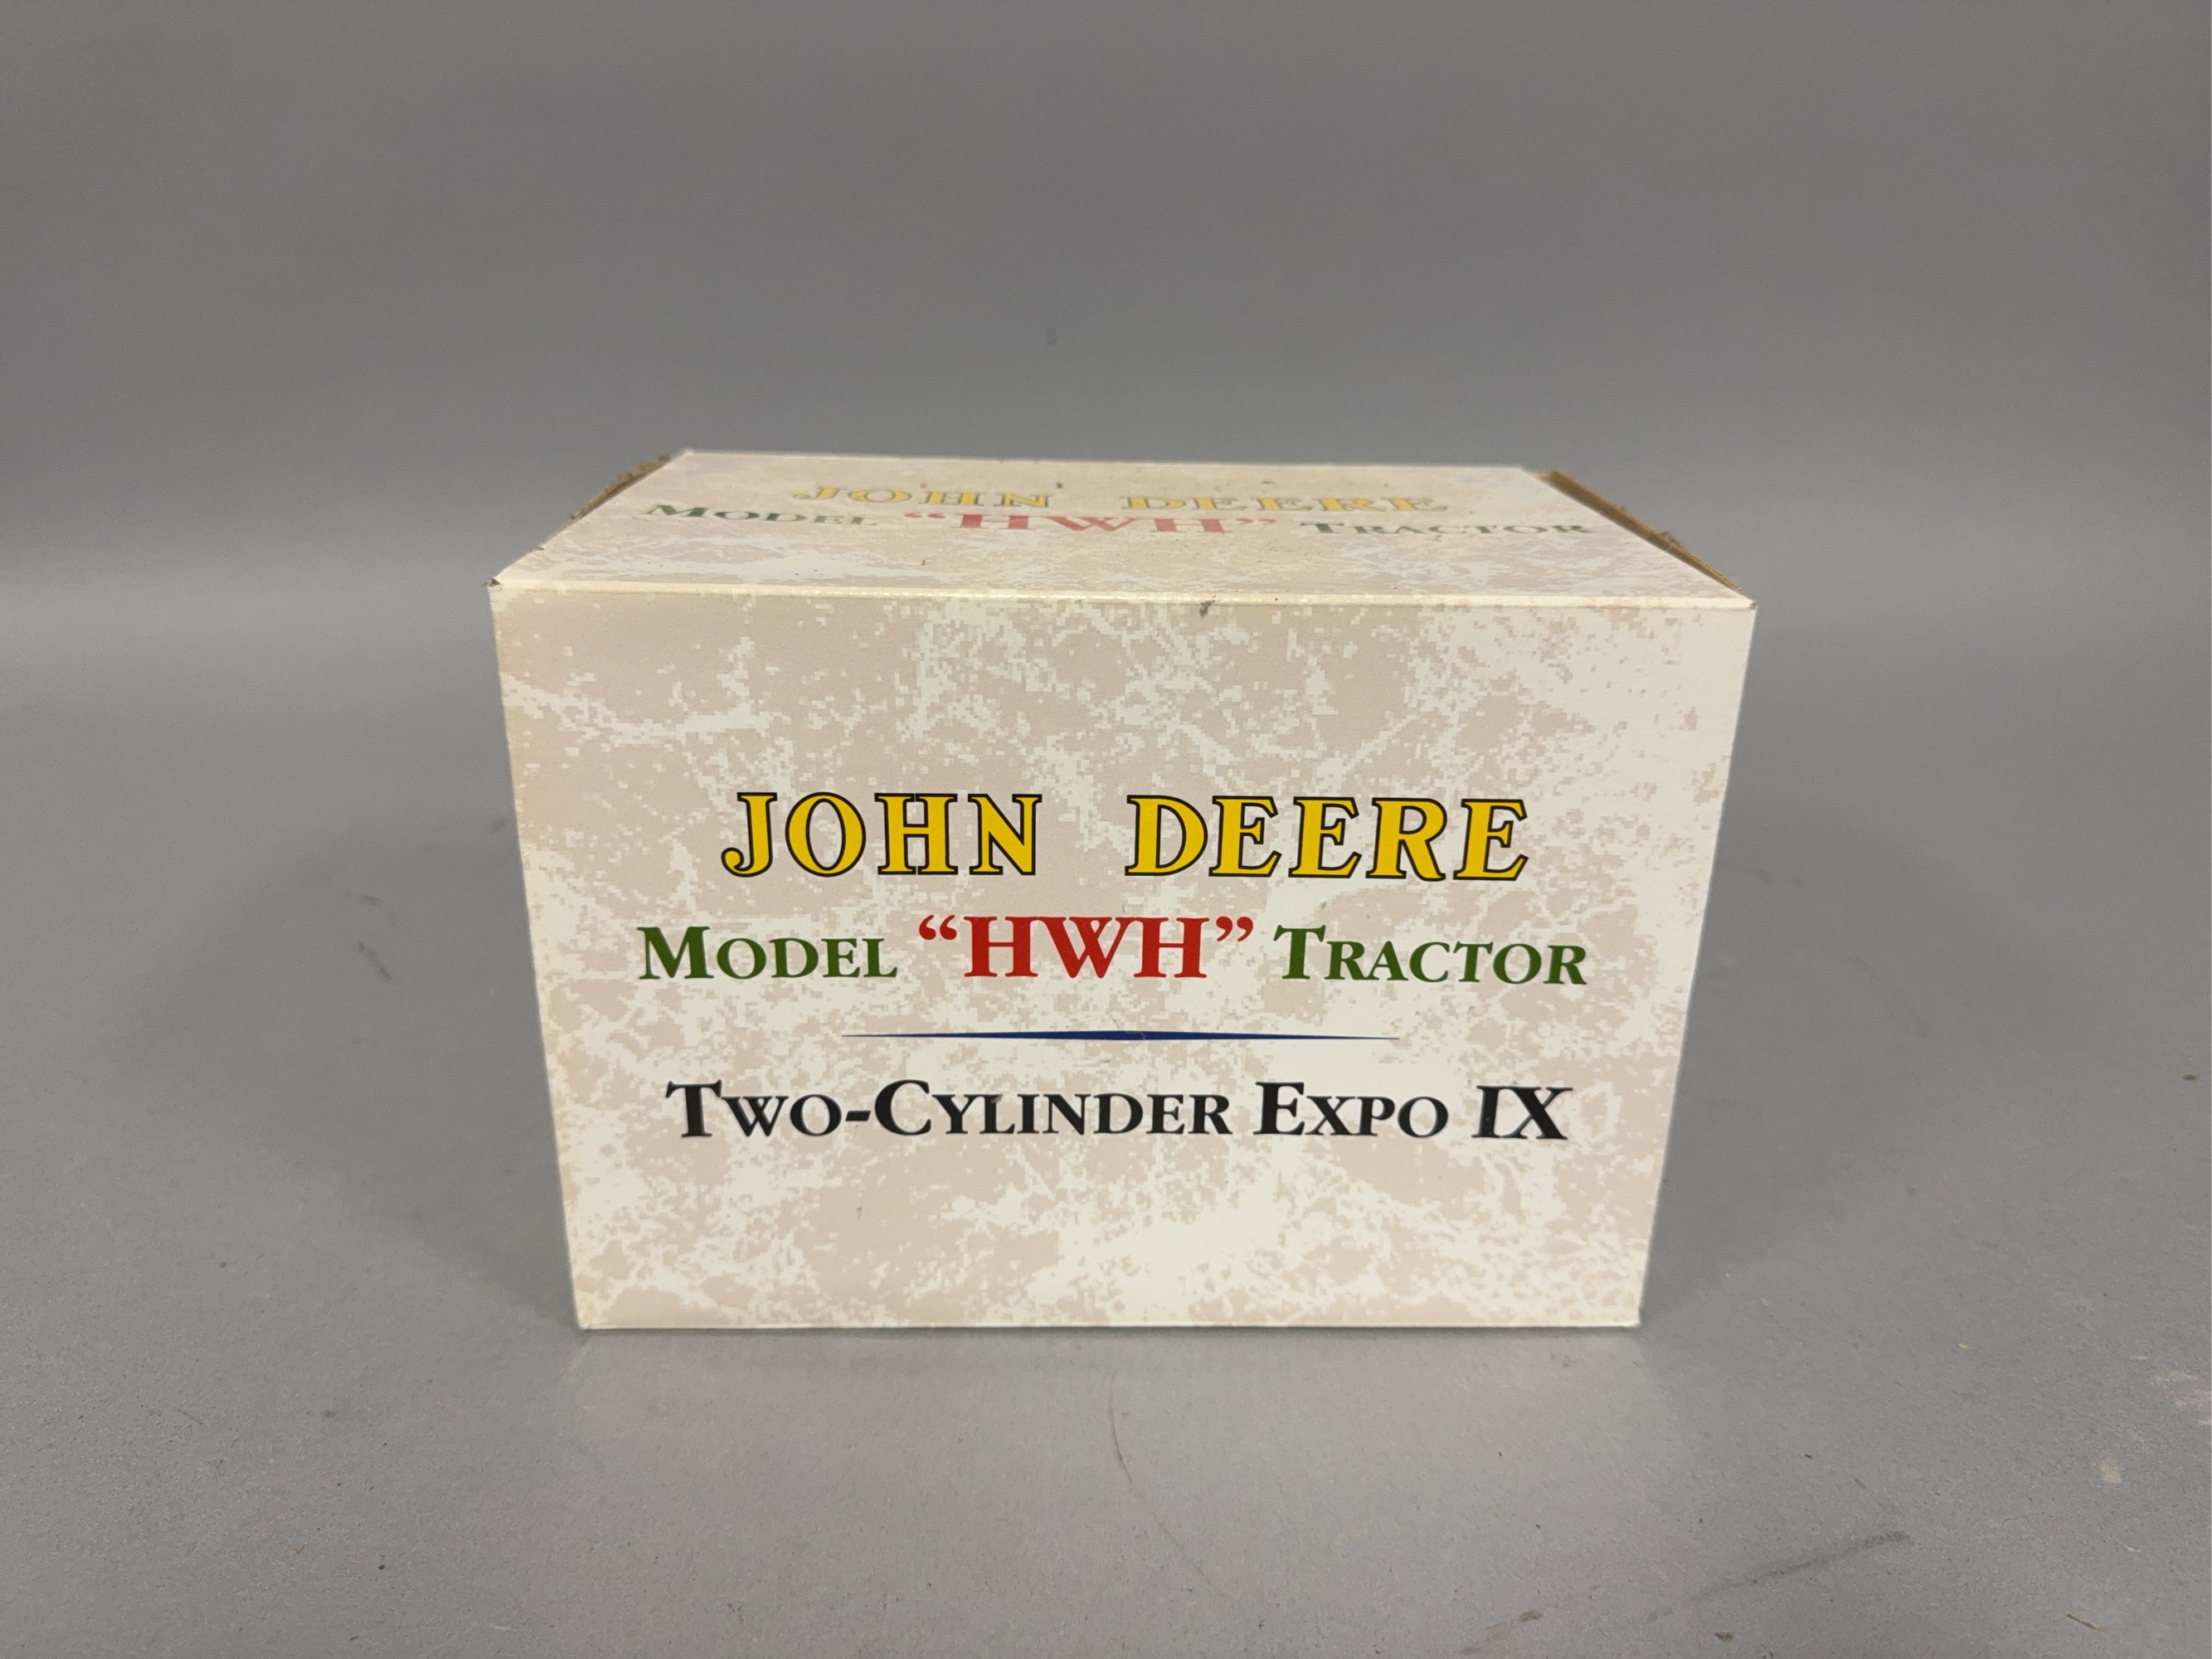 JOHN DEERE
MODEL “HWH” TRACTOR
JOHN DEERE
MODEL “HWH” TRACTOR
TWO-CYLINDER EXPO IX